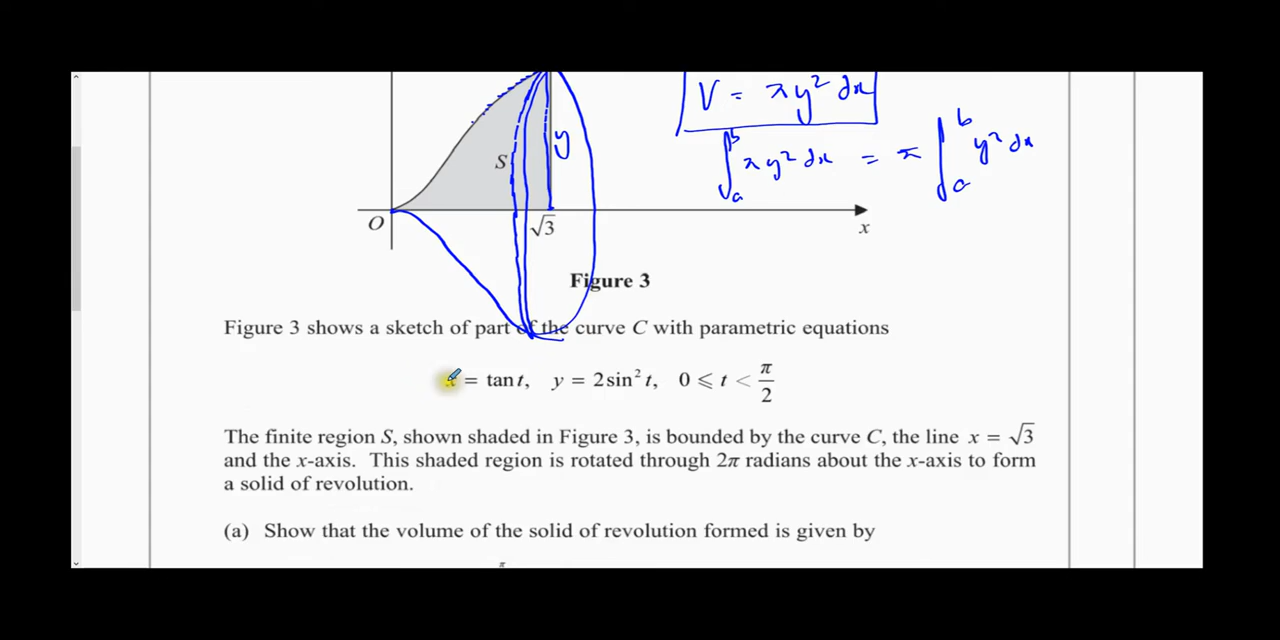 V = πy² dx
y
S
∫ₐᵇ πy² dx = π ∫ₐᵇ y² dx
O
√3
x
Figure 3
Figure 3 shows a sketch of part of the curve C with parametric equations
= tan t, y = 2 sin² t, 0 ⩽ t < π/2
The finite region S, shown shaded in Figure 3, is bounded by the curve C, the line x = √3
and the x-axis. This shaded region is rotated through 2π radians about the x-axis to form
a solid of revolution.
(a) Show that the volume of the solid of revolution formed is given by
π